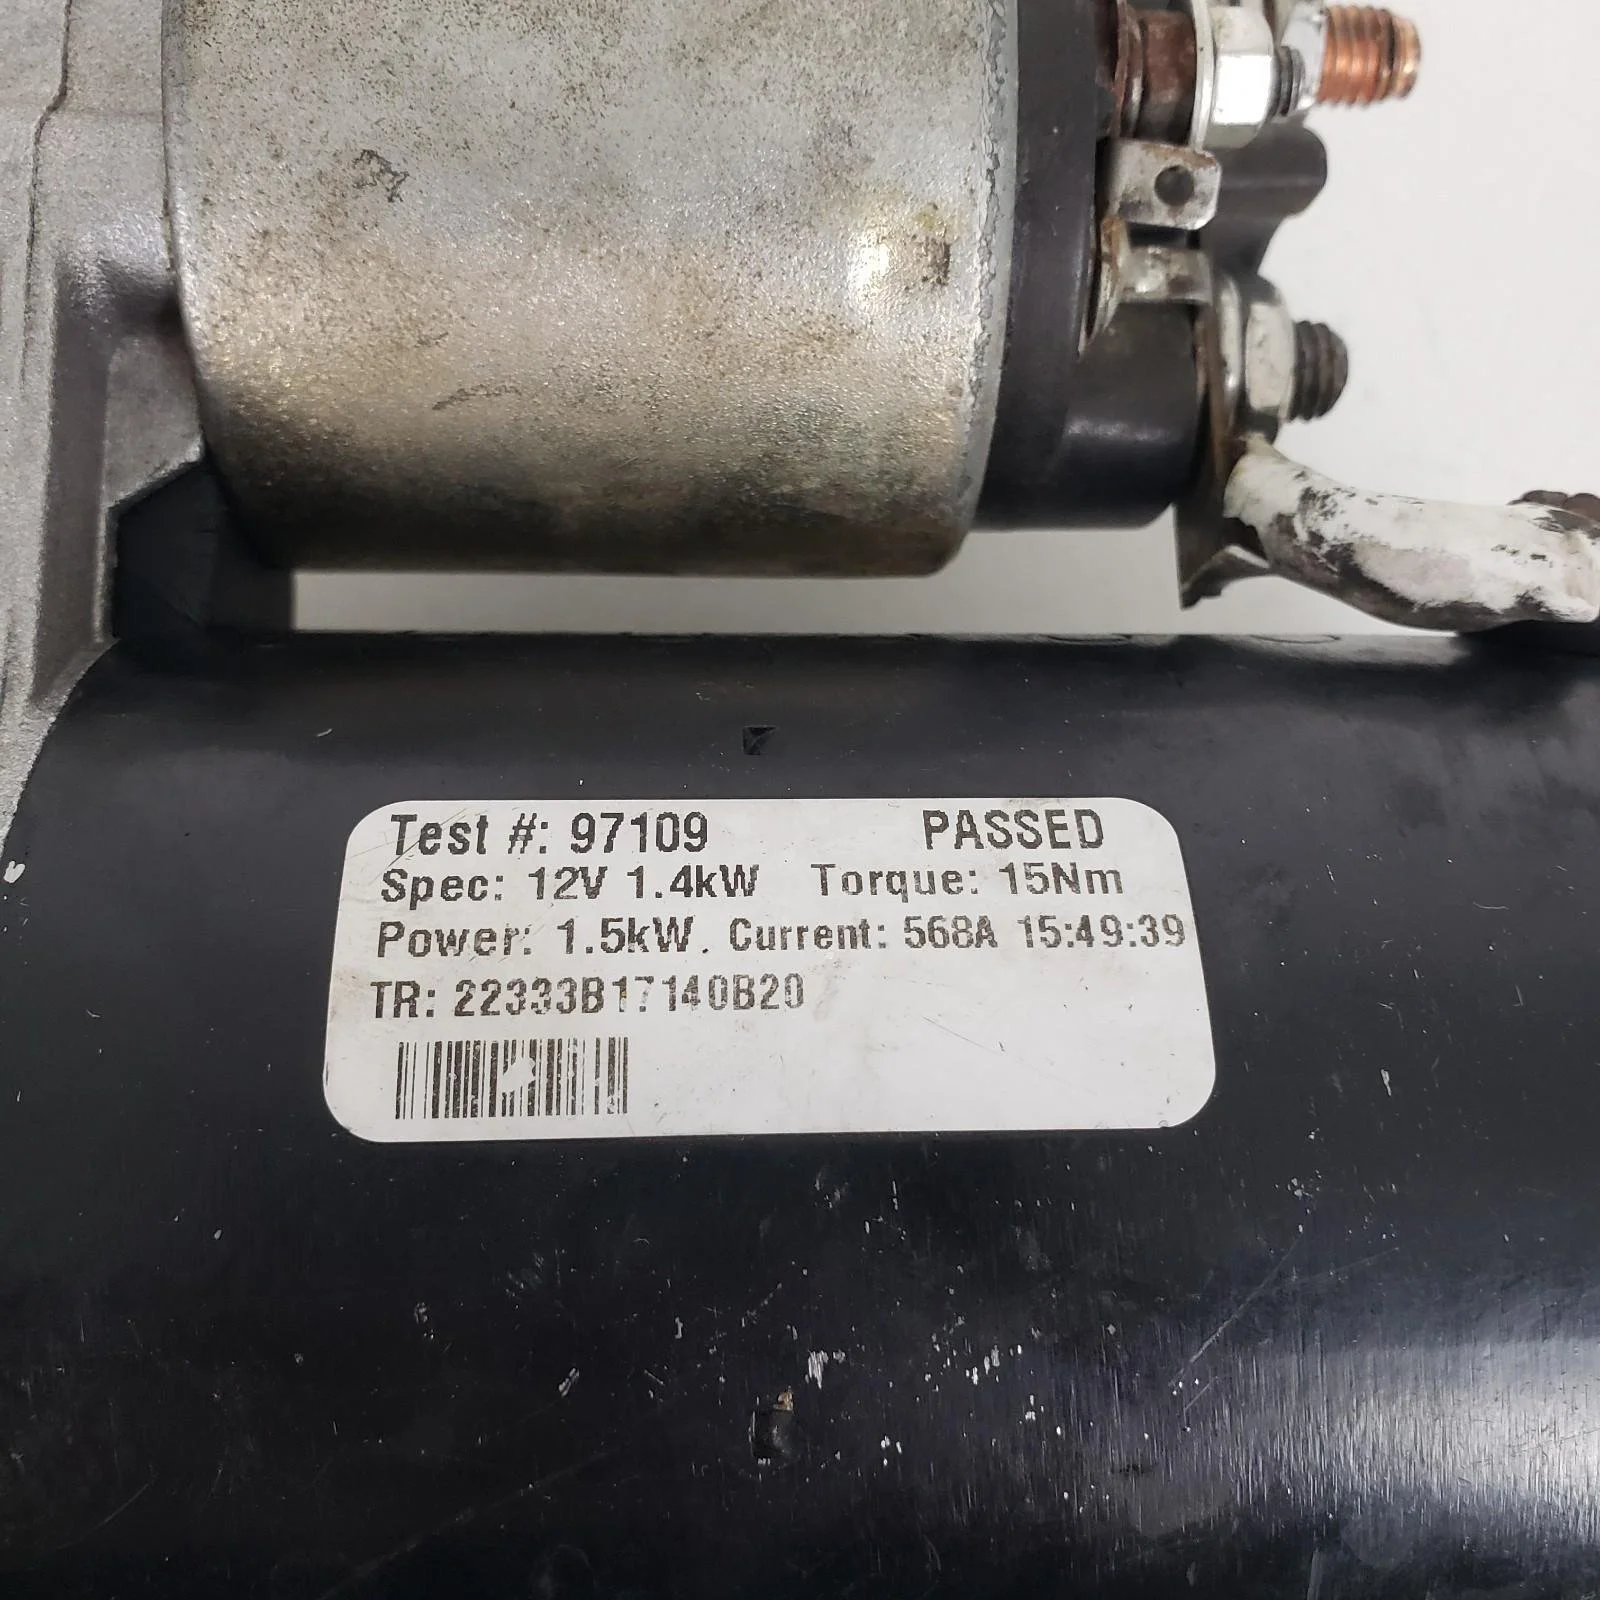 Test #: 97109 PASSED
Spec: 12V 1.4kW Torque: 15Nm
Power: 1.5kW. Current: 568A 15:49:39
TR: 22333B17140B20